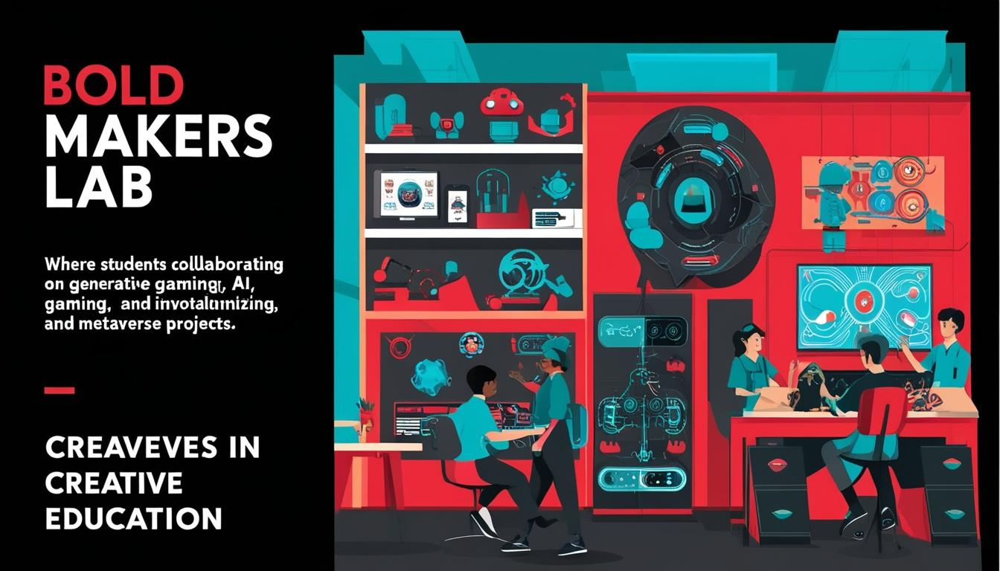 BOLD
MAKERS
LAB
Where students colllaborating
on generative gaming, AI,
gaming, and invotalumizing,
and metaverse projects.
CREAVEVES IN
CREATIVE
EDUCATION